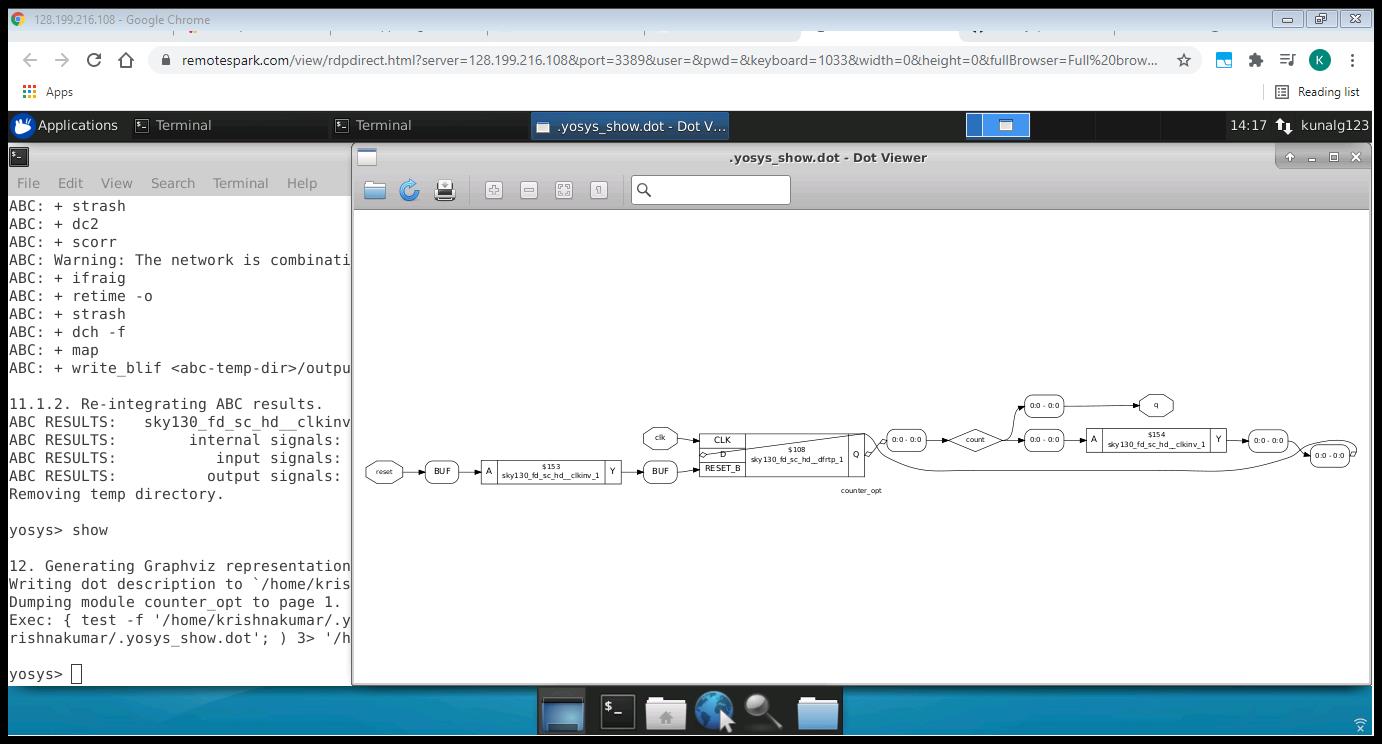 128.199.216.108 - Google Chrome
remotespark.com/view/rdpdirect.html?server=128.199.216.108&port=3389&user=&pwd=&keyboard=1033&width=0&height=0&fullBrowser=Full%20brow...
K
Apps
Reading list
Applications
Terminal
Terminal
.yosys_show.dot - Dot V...
14:17
kunalg123
.yosys_show.dot - Dot Viewer
File Edit View Search Terminal Help
ABC: + strash
ABC: + dc2
ABC: + scorr
ABC: Warning: The network is combinati
ABC: + ifraig
ABC: + retime -o
ABC: + strash
ABC: + dch -f
ABC: + map
ABC: + write_blif <abc-temp-dir>/outpu
11.1.2. Re-integrating ABC results.
ABC RESULTS: sky130_fd_sc_hd__clkinv
ABC RESULTS: internal signals:
ABC RESULTS: input signals:
ABC RESULTS: output signals:
Removing temp directory.
yosys> show
12. Generating Graphviz representation
Writing dot description to `/home/kris
Dumping module counter_opt to page 1.
Exec: { test -f '/home/krishnakumar/.y
rishnakumar/.yosys_show.dot'; ) 3> '/h
yosys>
reset
BUF
A
$153
sky130_fd_sc_hd__clkinv_1
Y
clk
BUF
CLK
D
RESET_B
$108
sky130_fd_sc_hd__dfrtp_1
Q
0:0 - 0:0
count
0:0 - 0:0
q
0:0 - 0:0
A
$154
sky130_fd_sc_hd__clkinv_1
Y
0:0 - 0:0
0:0 - 0:0
counter_opt